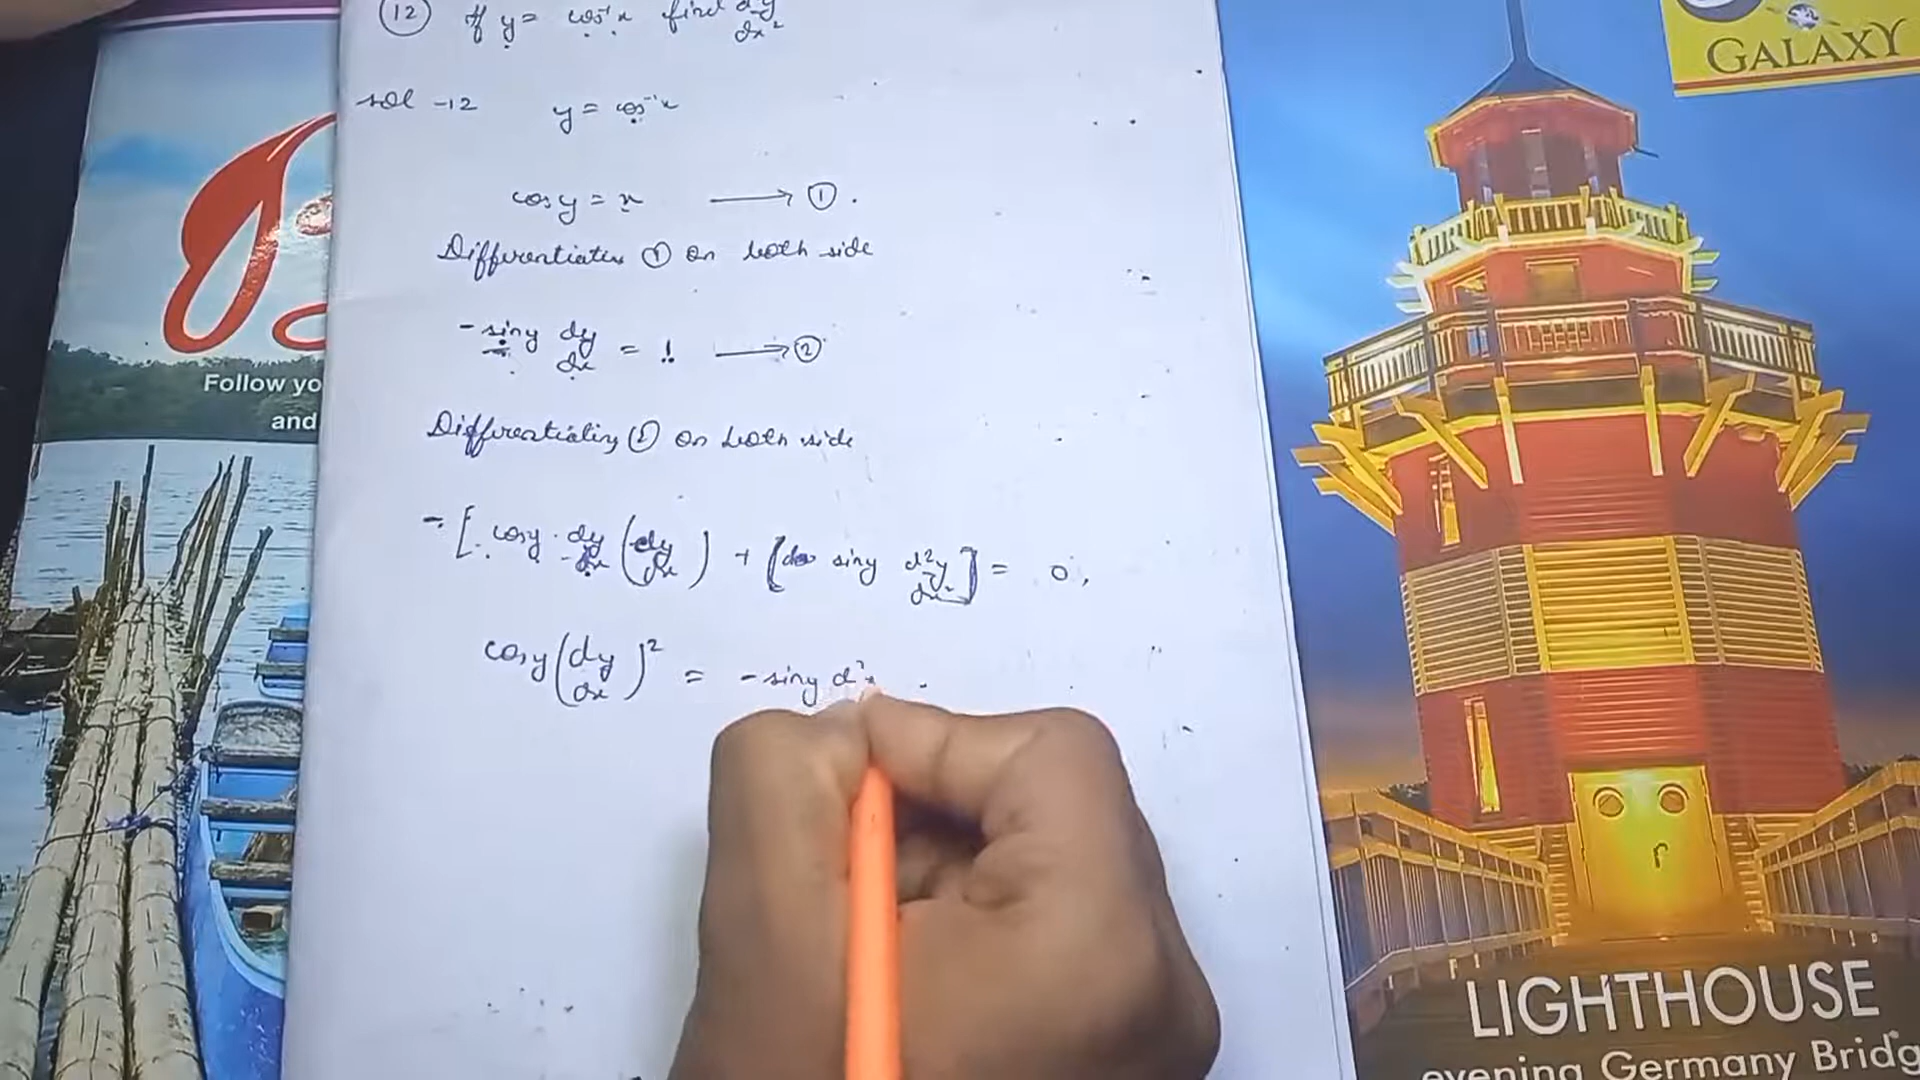 (12) If y = cos⁻¹x find d²y/dx²
sol -12 y = cos⁻¹x
cos y = x ⟶ ①.
Differentiating ① on both side
- sin y dy/dx = 1 ⟶ ②
Differentiating ② on both side
- [cos y · dy/dx (dy/dx) + [ sin y d²y/dx²] = 0,
cos y (dy/dx)² = - sin y d²
Follow yo
and
GALAXY
LIGHTHOUSE
evening Germany Bridg